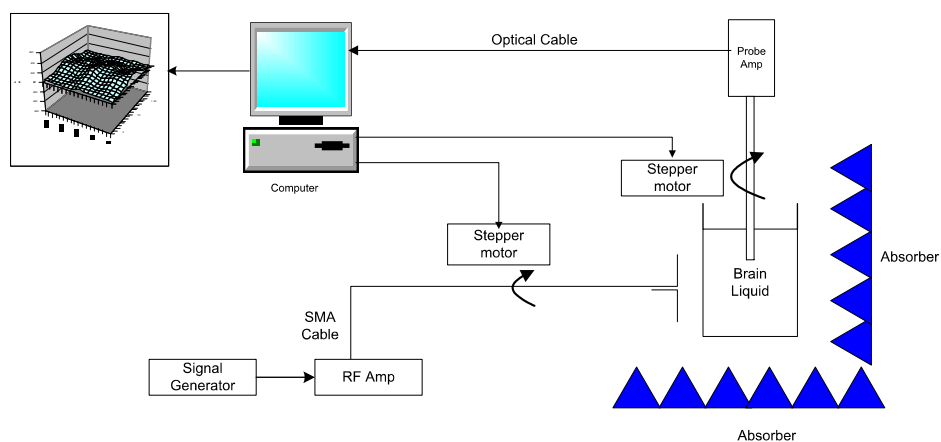 Optical Cable
Probe
Amp
Computer
Stepper
motor
Stepper
motor
Brain
Liquid
Absorber
SMA
Cable
Signal
Generator
RF Amp
Absorber